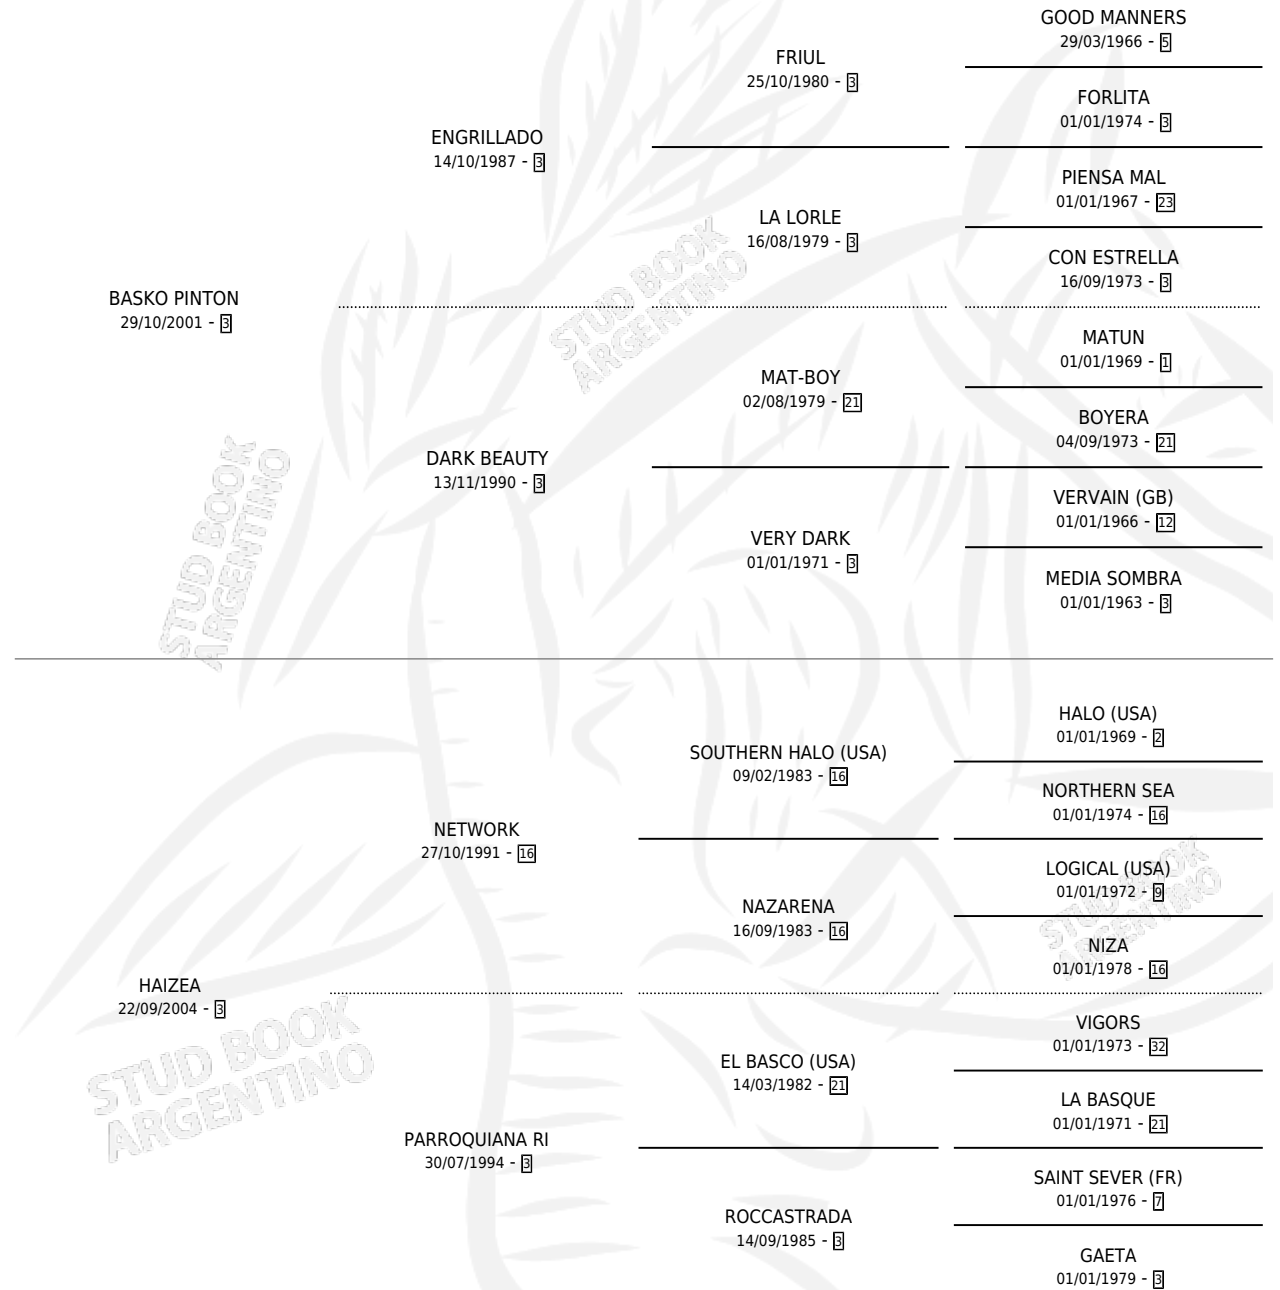 GOOD MANNERS
29/03/1966 - 5
FRIUL
25/10/1980 - 3
FORLITA
01/01/1974 - 3
ENGRILLADO
14/10/1987 - 3
PIENSA MAL
01/01/1967 - 23
LA LORLE
16/08/1979 - 3
CON ESTRELLA
16/09/1973 - 3
BASKO PINTON
29/10/2001 - 3
MATUN
01/01/1969 - 1
MAT-BOY
02/08/1979 - 21
BOYERA
04/09/1973 - 21
DARK BEAUTY
13/11/1990 - 3
VERVAIN (GB)
01/01/1966 - 12
VERY DARK
01/01/1971 - 3
MEDIA SOMBRA
01/01/1963 - 3
HALO (USA)
01/01/1969 - 2
SOUTHERN HALO (USA)
09/02/1983 - 16
NORTHERN SEA
01/01/1974 - 16
NETWORK
27/10/1991 - 16
LOGICAL (USA)
01/01/1972 - 9
NAZARENA
16/09/1983 - 16
NIZA
01/01/1978 - 16
HAIZEA
22/09/2004 - 3
VIGORS
01/01/1973 - 32
EL BASCO (USA)
14/03/1982 - 21
LA BASQUE
01/01/1971 - 21
PARROQUIANA RI
30/07/1994 - 3
SAINT SEVER (FR)
01/01/1976 - 7
ROCCASTRADA
14/09/1985 - 3
GAETA
01/01/1979 - 3
STUD BOOK
ARGENTINO
STUD BOOK
ARGENTINO
STUD BOOK
ARGENTINO
STUD BOOK
ARGENTINO